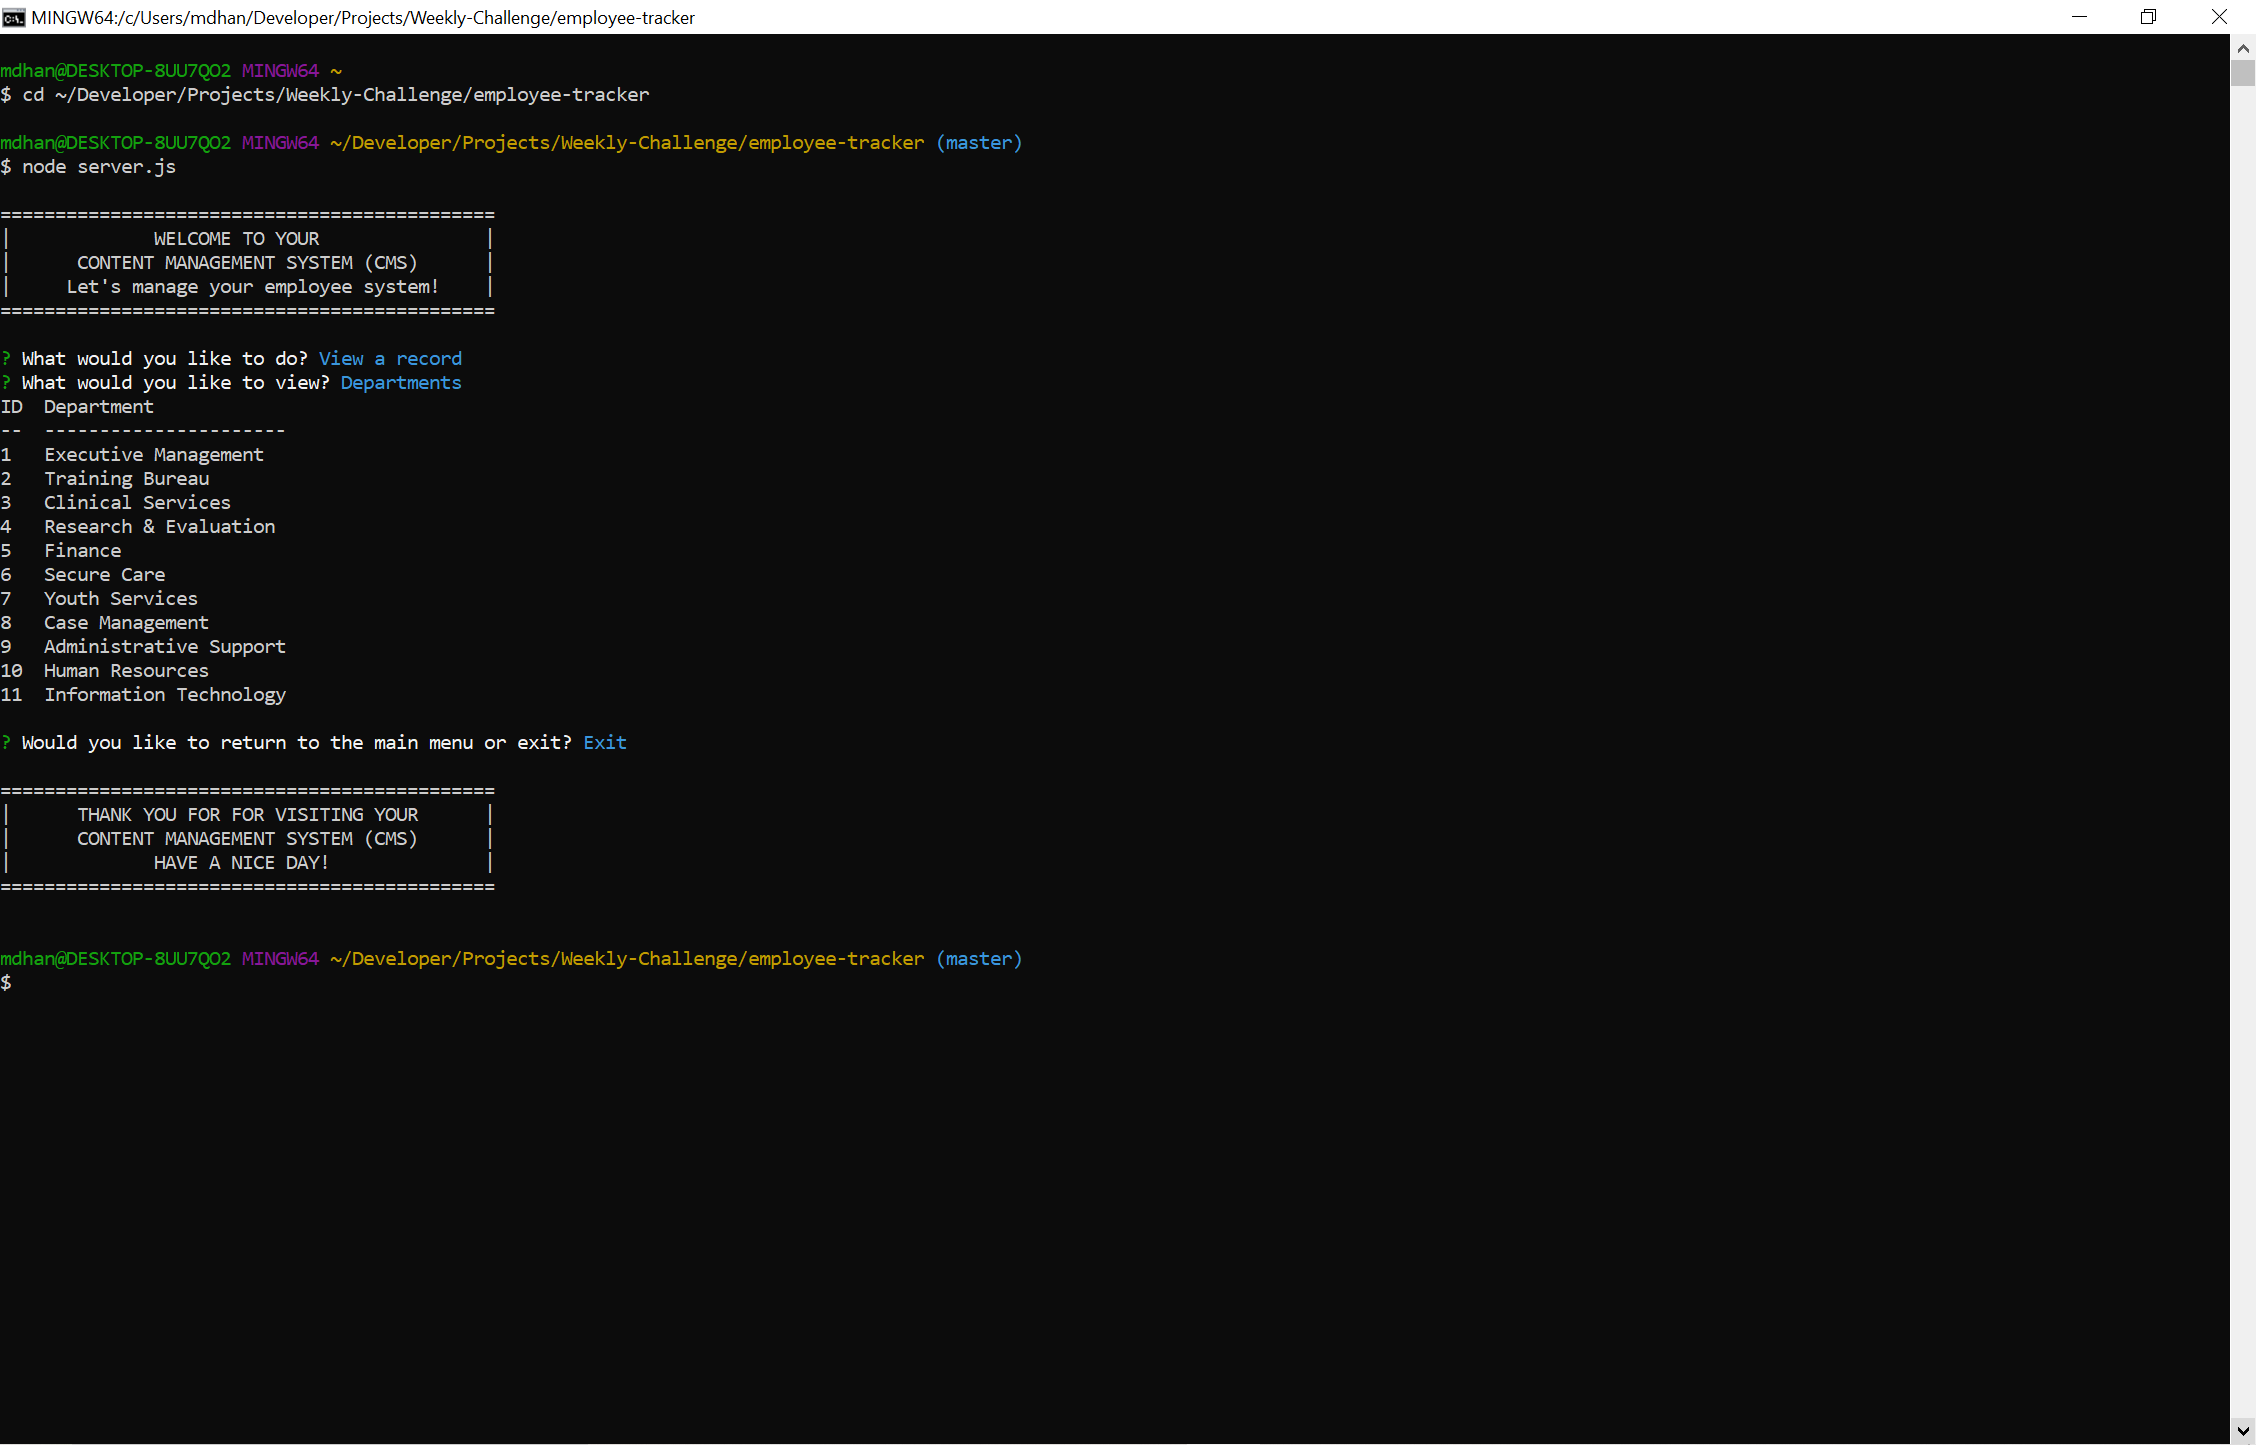 MINGW64:/c/Users/mdhan/Developer/Projects/Weekly-Challenge/employee-tracker
mdhan@DESKTOP-8UU7QO2 MINGW64 ~
$ cd ~/Developer/Projects/Weekly-Challenge/employee-tracker
mdhan@DESKTOP-8UU7QO2 MINGW64 ~/Developer/Projects/Weekly-Challenge/employee-tracker (master)
$ node server.js
=============================================
|             WELCOME TO YOUR               |
|      CONTENT MANAGEMENT SYSTEM (CMS)      |
|     Let's manage your employee system!    |
=============================================
? What would you like to do? View a record
? What would you like to view? Departments
ID  Department
--  ----------------------
1   Executive Management
2   Training Bureau
3   Clinical Services
4   Research & Evaluation
5   Finance
6   Secure Care
7   Youth Services
8   Case Management
9   Administrative Support
10  Human Resources
11  Information Technology
? Would you like to return to the main menu or exit? Exit
=============================================
|      THANK YOU FOR FOR VISITING YOUR      |
|      CONTENT MANAGEMENT SYSTEM (CMS)      |
|             HAVE A NICE DAY!              |
=============================================
mdhan@DESKTOP-8UU7QO2 MINGW64 ~/Developer/Projects/Weekly-Challenge/employee-tracker (master)
$